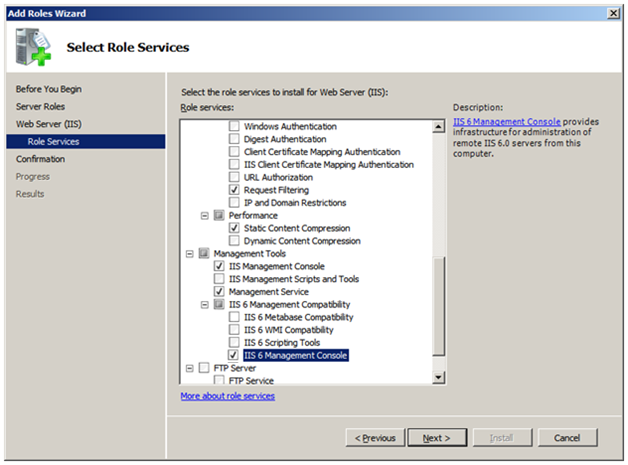 Add Roles Wizard
Select Role Services
Before You Begin
Server Roles
Web Server (IIS)
Role Services
Confirmation
Progress
Results
Select the role services to install for Web Server (IIS):
Role services:
Windows Authentication
Digest Authentication
Client Certificate Mapping Authentication
IIS Client Certificate Mapping Authentication
URL Authorization
Request Filtering
IP and Domain Restrictions
Performance
Static Content Compression
Dynamic Content Compression
Management Tools
IIS Management Console
IIS Management Scripts and Tools
Management Service
IIS 6 Management Compatibility
IIS 6 Metabase Compatibility
IIS 6 WMI Compatibility
IIS 6 Scripting Tools
IIS 6 Management Console
FTP Server
FTP Service
More about role services
Description:
IIS 6 Management Console provides
infrastructure for administration of
remote IIS 6.0 servers from this
computer.
< Previous
Next >
Install
Cancel